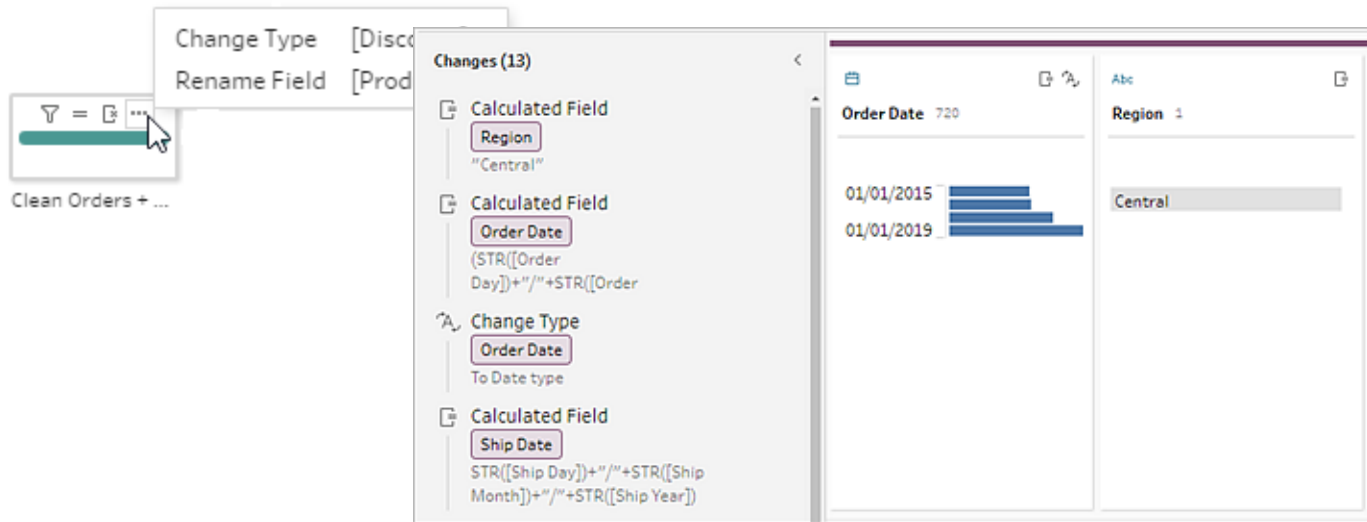 Change Type [Disco
Rename Field [Prod
Clean Orders + ...
Changes (13)
Calculated Field
Region
"Central"
Calculated Field
Order Date
(STR([Order
Day])+"/"+STR([Order
Change Type
Order Date
To Date type
Calculated Field
Ship Date
STR([Ship Day])+"/"+STR([Ship
Month])+"/"+STR([Ship Year])
Order Date 720
01/01/2015
01/01/2019
Abc
Region 1
Central